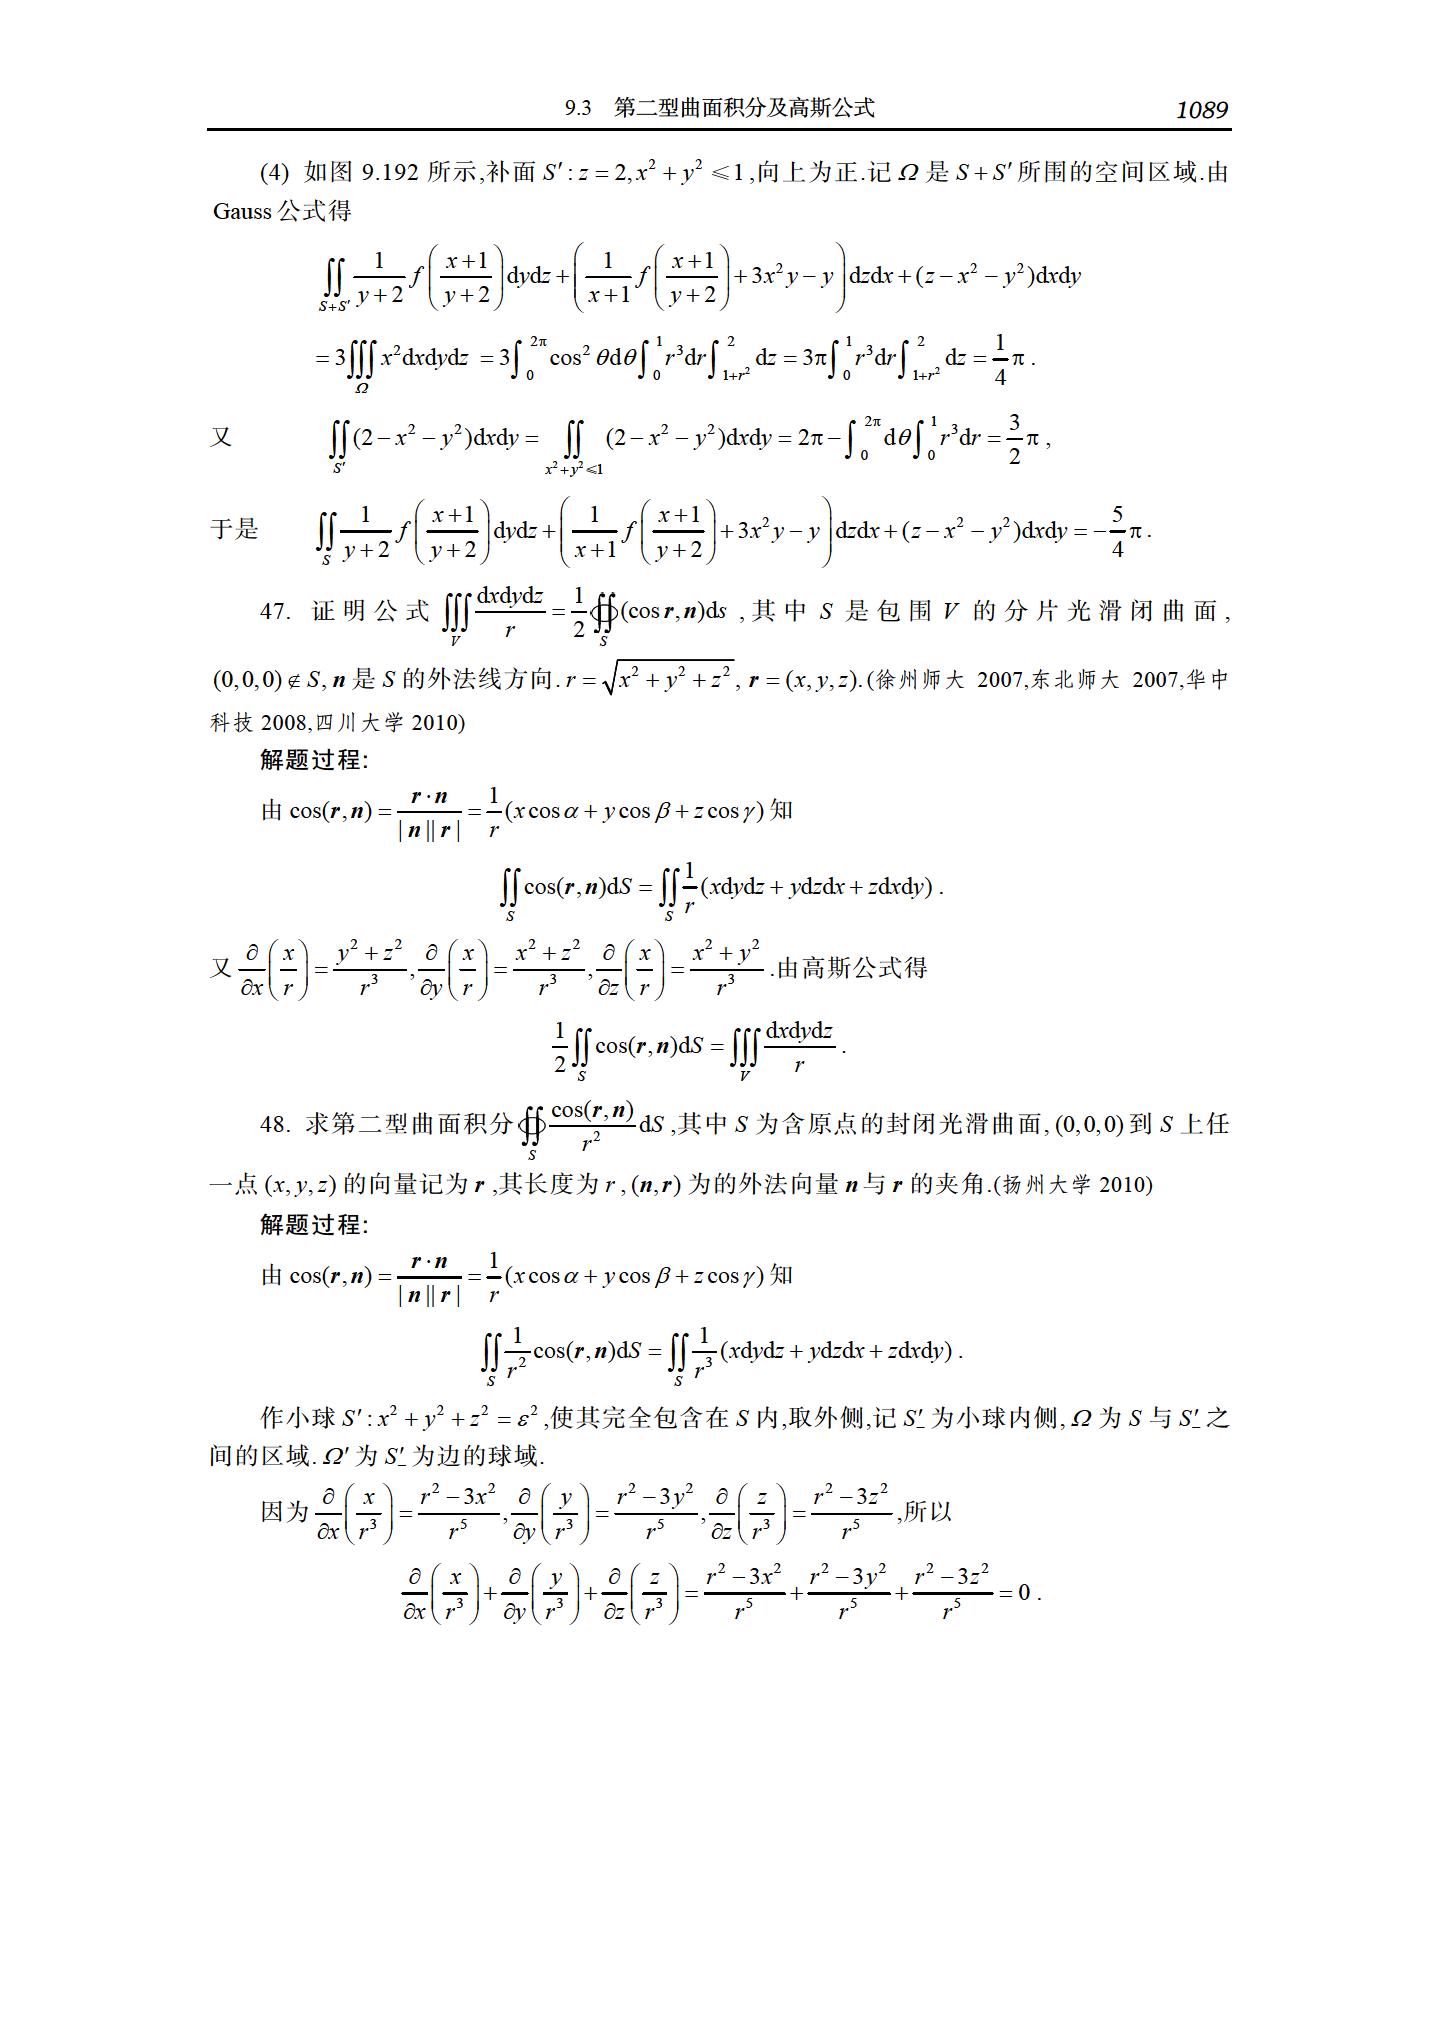 9.3 第二型曲面积分及高斯公式 1089
(4) 如图 9.192 所示,补面 $S': z=2, x^2+y^2 \leqslant 1$,向上为正.记 $\Omega$ 是 $S+S'$ 所围的空间区域.由
Gauss 公式得
$\iint\limits_{S+S'} \frac{1}{y+2} f\left(\frac{x+1}{y+2}\right) \mathrm{d}y\mathrm{d}z + \left(\frac{1}{x+1} f\left(\frac{x+1}{y+2}\right) + 3x^2y - y\right) \mathrm{d}z\mathrm{d}x + (z-x^2-y^2)\mathrm{d}x\mathrm{d}y$
$= 3\iiint\limits_{\Omega} x^2 \mathrm{d}x\mathrm{d}y\mathrm{d}z = 3\int_0^{2\pi} \cos^2\theta \mathrm{d}\theta \int_0^1 r^3 \mathrm{d}r \int_{1+r^2}^2 \mathrm{d}z = 3\pi \int_0^1 r^3 \mathrm{d}r \int_{1+r^2}^2 \mathrm{d}z = \frac{1}{4}\pi .$
又 $\iint\limits_{S'} (2-x^2-y^2)\mathrm{d}x\mathrm{d}y = \iint\limits_{x^2+y^2 \leqslant 1} (2-x^2-y^2)\mathrm{d}x\mathrm{d}y = 2\pi - \int_0^{2\pi} \mathrm{d}\theta \int_0^1 r^3 \mathrm{d}r = \frac{3}{2}\pi ,$
于是 $\iint\limits_{S} \frac{1}{y+2} f\left(\frac{x+1}{y+2}\right) \mathrm{d}y\mathrm{d}z + \left(\frac{1}{x+1} f\left(\frac{x+1}{y+2}\right) + 3x^2y - y\right) \mathrm{d}z\mathrm{d}x + (z-x^2-y^2)\mathrm{d}x\mathrm{d}y = -\frac{5}{4}\pi .$
47. 证明公式 $\iiint\limits_{V} \frac{\mathrm{d}x\mathrm{d}y\mathrm{d}z}{r} = \frac{1}{2} \oiint\limits_{S} (\cos \boldsymbol{r}, \boldsymbol{n})\mathrm{d}s$ ,其中 $S$ 是包围 $V$ 的分片光滑闭曲面,
$(0,0,0) \notin S, \boldsymbol{n}$ 是 $S$ 的外法线方向. $r = \sqrt{x^2+y^2+z^2}, \boldsymbol{r} = (x,y,z).$(徐州师大 2007,东北师大 2007,华中
科技 2008,四川大学 2010)
解题过程:
由 $\cos(\boldsymbol{r},\boldsymbol{n}) = \frac{\boldsymbol{r} \cdot \boldsymbol{n}}{|\boldsymbol{n}||\boldsymbol{r}|} = \frac{1}{r}(x\cos\alpha + y\cos\beta + z\cos\gamma)$ 知
$\iint\limits_{S} \cos(\boldsymbol{r},\boldsymbol{n})\mathrm{d}S = \iint\limits_{S} \frac{1}{r}(x\mathrm{d}y\mathrm{d}z + y\mathrm{d}z\mathrm{d}x + z\mathrm{d}x\mathrm{d}y) .$
又 $\frac{\partial}{\partial x}\left(\frac{x}{r}\right) = \frac{y^2+z^2}{r^3}, \frac{\partial}{\partial y}\left(\frac{x}{r}\right) = \frac{x^2+z^2}{r^3}, \frac{\partial}{\partial z}\left(\frac{x}{r}\right) = \frac{x^2+y^2}{r^3}$.由高斯公式得
$\frac{1}{2} \iint\limits_{S} \cos(\boldsymbol{r},\boldsymbol{n})\mathrm{d}S = \iiint\limits_{V} \frac{\mathrm{d}x\mathrm{d}y\mathrm{d}z}{r} .$
48. 求第二型曲面积分 $\oiint\limits_{S} \frac{\cos(\boldsymbol{r},\boldsymbol{n})}{r^2} \mathrm{d}S$ ,其中 $S$ 为含原点的封闭光滑曲面, $(0,0,0)$ 到 $S$ 上任
一点 $(x,y,z)$ 的向量记为 $\boldsymbol{r}$ ,其长度为 $r$ , $(\boldsymbol{n},\boldsymbol{r})$ 为的外法向量 $\boldsymbol{n}$ 与 $\boldsymbol{r}$ 的夹角.(扬州大学 2010)
解题过程:
由 $\cos(\boldsymbol{r},\boldsymbol{n}) = \frac{\boldsymbol{r} \cdot \boldsymbol{n}}{|\boldsymbol{n}||\boldsymbol{r}|} = \frac{1}{r}(x\cos\alpha + y\cos\beta + z\cos\gamma)$ 知
$\iint\limits_{S} \frac{1}{r^2} \cos(\boldsymbol{r},\boldsymbol{n})\mathrm{d}S = \iint\limits_{S} \frac{1}{r^3}(x\mathrm{d}y\mathrm{d}z + y\mathrm{d}z\mathrm{d}x + z\mathrm{d}x\mathrm{d}y) .$
作小球 $S': x^2+y^2+z^2 = \varepsilon^2$ ,使其完全包含在 $S$ 内,取外侧,记 $S'_-$ 为小球内侧, $\Omega$ 为 $S$ 与 $S'_-$ 之
间的区域. $\Omega'$ 为 $S'_-$ 为边的球域.
因为 $\frac{\partial}{\partial x}\left(\frac{x}{r^3}\right) = \frac{r^2-3x^2}{r^5}, \frac{\partial}{\partial y}\left(\frac{y}{r^3}\right) = \frac{r^2-3y^2}{r^5}, \frac{\partial}{\partial z}\left(\frac{z}{r^3}\right) = \frac{r^2-3z^2}{r^5}$,所以
$\frac{\partial}{\partial x}\left(\frac{x}{r^3}\right) + \frac{\partial}{\partial y}\left(\frac{y}{r^3}\right) + \frac{\partial}{\partial z}\left(\frac{z}{r^3}\right) = \frac{r^2-3x^2}{r^5} + \frac{r^2-3y^2}{r^5} + \frac{r^2-3z^2}{r^5} = 0 .$